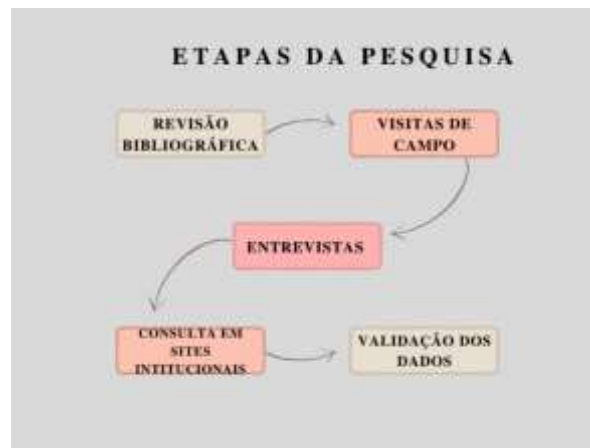 ETAPAS DA PESQUISA
REVISÃO
BIBLIOGRÁFICA
VISITAS DE
CAMPO
ENTREVISTAS
CONSULTA EM
SITES
INTITUCIONAIS
VALIDAÇÃO DOS
DADOS